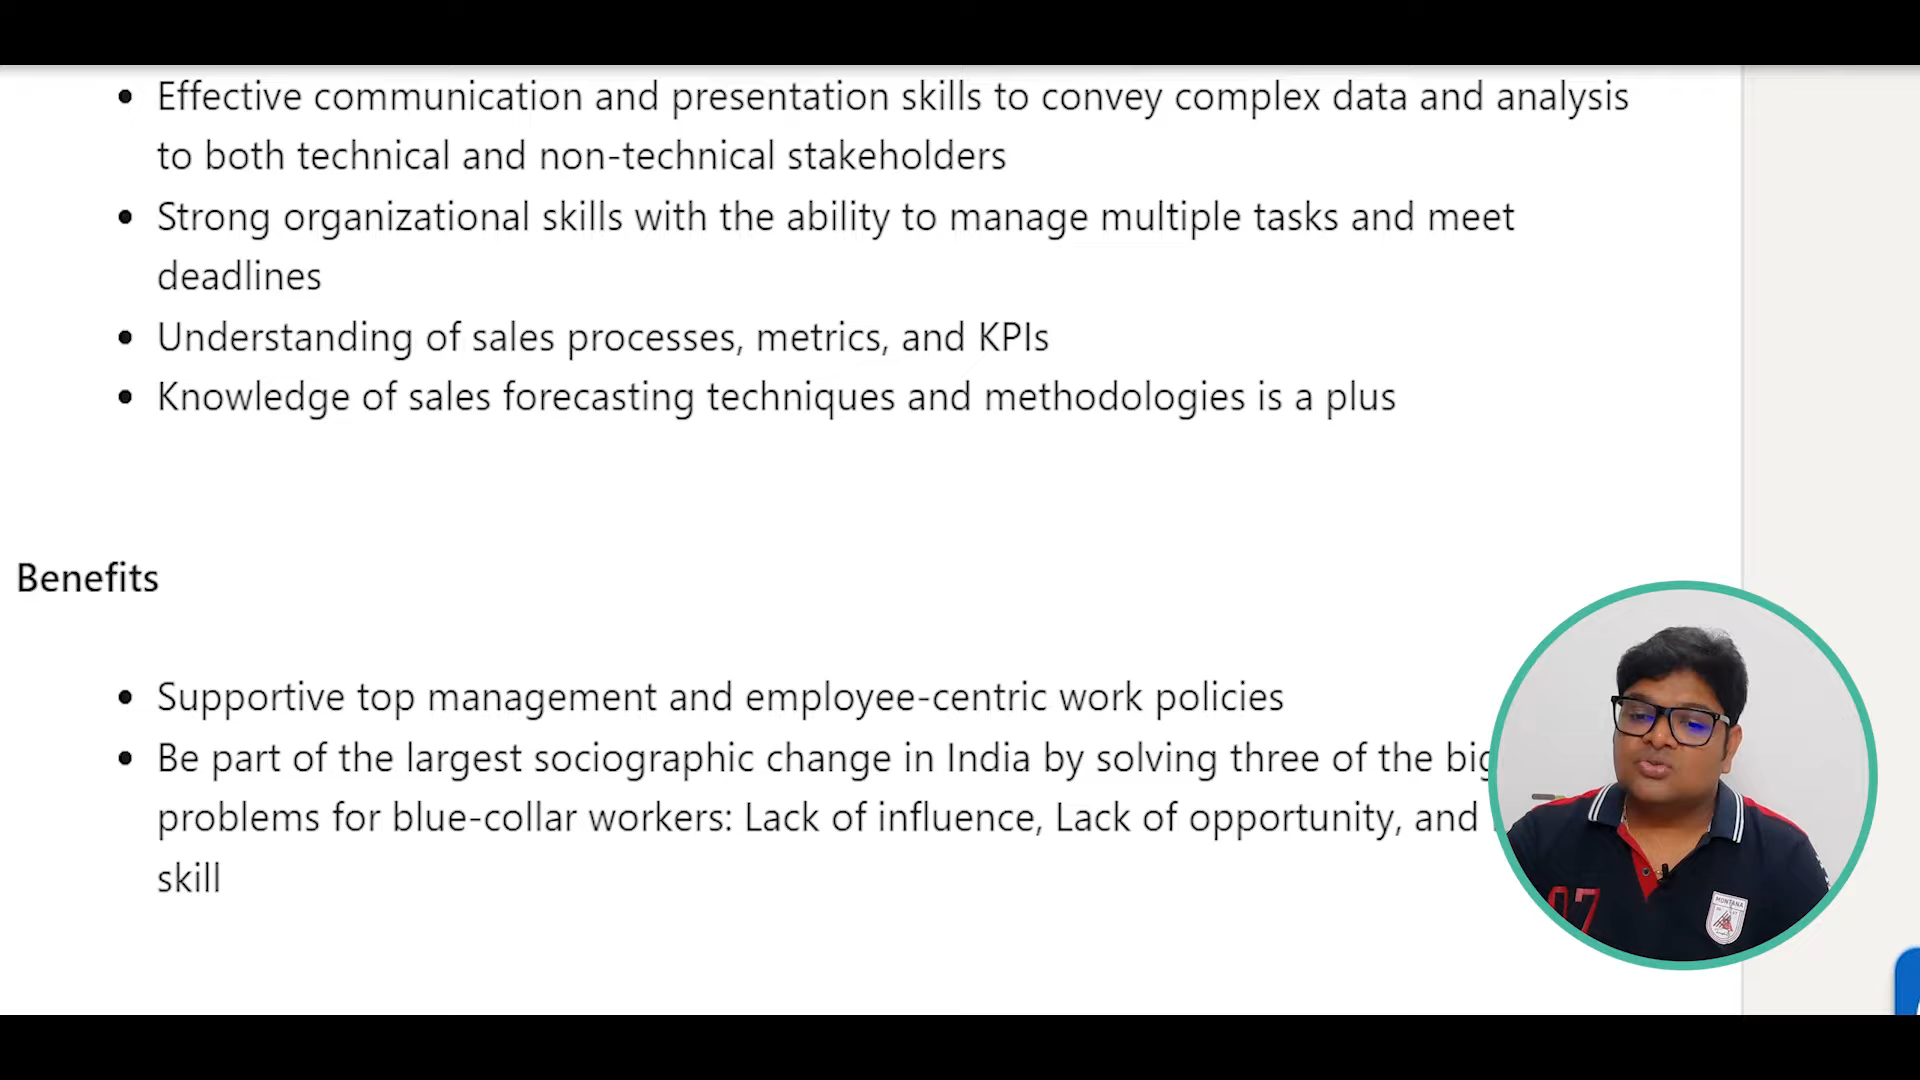 Effective communication and presentation skills to convey complex data and analysis
to both technical and non-technical stakeholders
Strong organizational skills with the ability to manage multiple tasks and meet
deadlines
Understanding of sales processes, metrics, and KPIs
Knowledge of sales forecasting techniques and methodologies is a plus
Benefits
Supportive top management and employee-centric work policies
Be part of the largest sociographic change in India by solving three of the
problems for blue-collar workers: Lack of influence, Lack of opportunity, and
skill
07
MONTANA